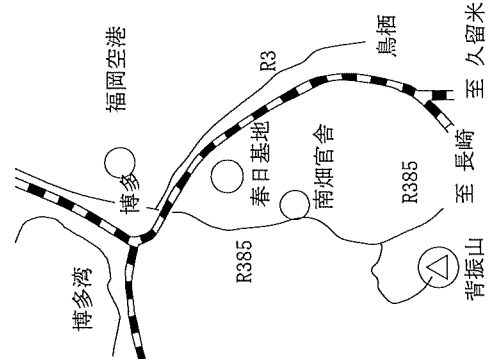 福岡空港
R3
鳥栖
博多
春日基地
至 久留米
南畑官舎
R385
至 長崎
博多湾
R385
背振山